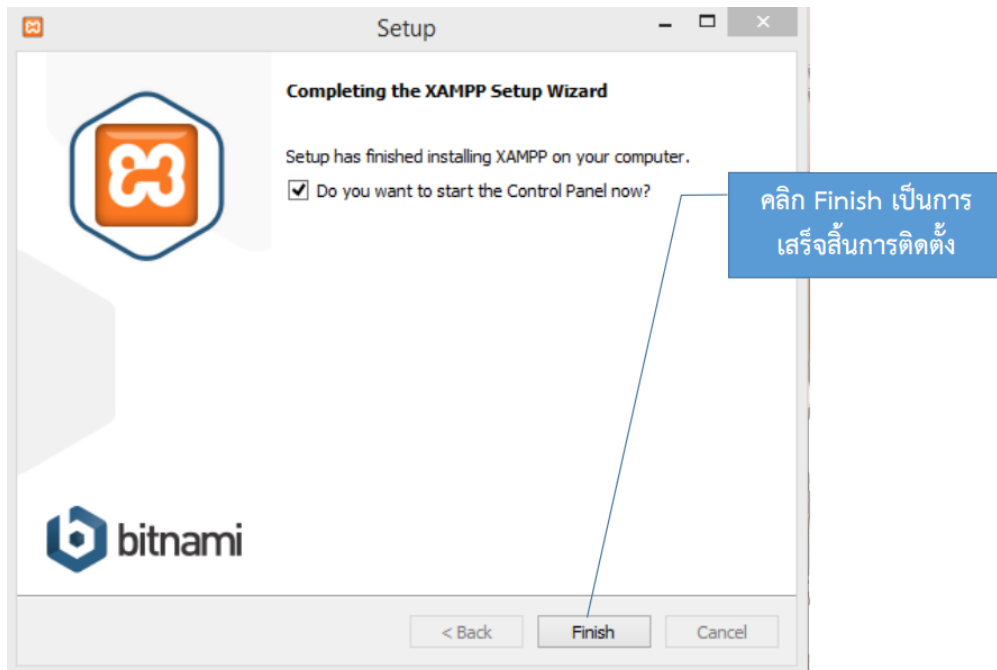 Setup
Completing the XAMPP Setup Wizard
Setup has finished installing XAMPP on your computer.
Do you want to start the Control Panel now?
คลิก Finish เป็นการ
เสร็จสิ้นการติดตั้ง
bitnami
< Back Finish Cancel